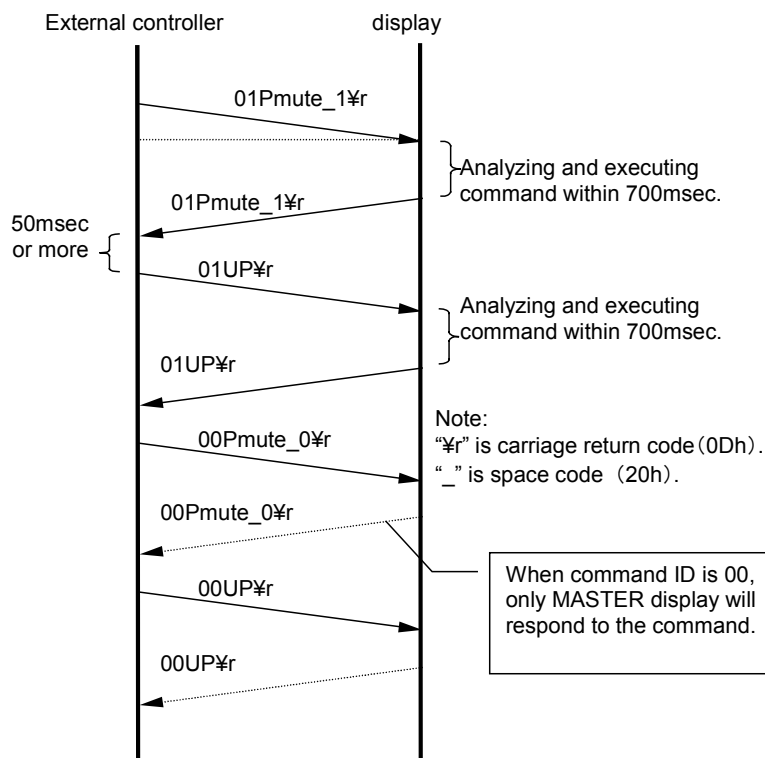 External controller
display
01Pmute_1¥r
Analyzing and executing
command within 700msec.
01Pmute_1¥r
50msec
or more
01UP¥r
Analyzing and executing
command within 700msec.
01UP¥r
Note:
“¥r” is carriage return code(0Dh).
“_” is space code (20h).
00Pmute_0¥r
00Pmute_0¥r
When command ID is 00,
only MASTER display will
respond to the command.
00UP¥r
00UP¥r